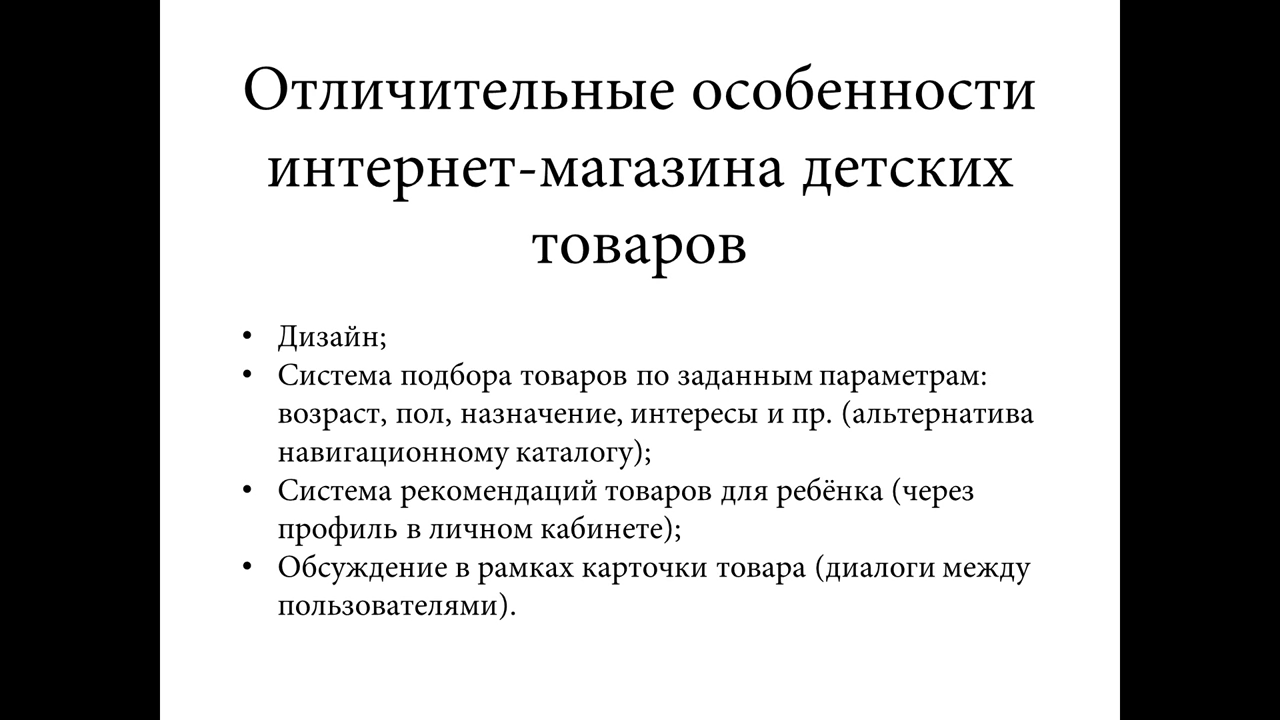 Отличительные особенности
интернет-магазина детских
товаров
• Дизайн;
• Система подбора товаров по заданным параметрам:
возраст, пол, назначение, интересы и пр. (альтернатива
навигационному каталогу);
• Система рекомендаций товаров для ребёнка (через
профиль в личном кабинете);
• Обсуждение в рамках карточки товара (диалоги между
пользователями).